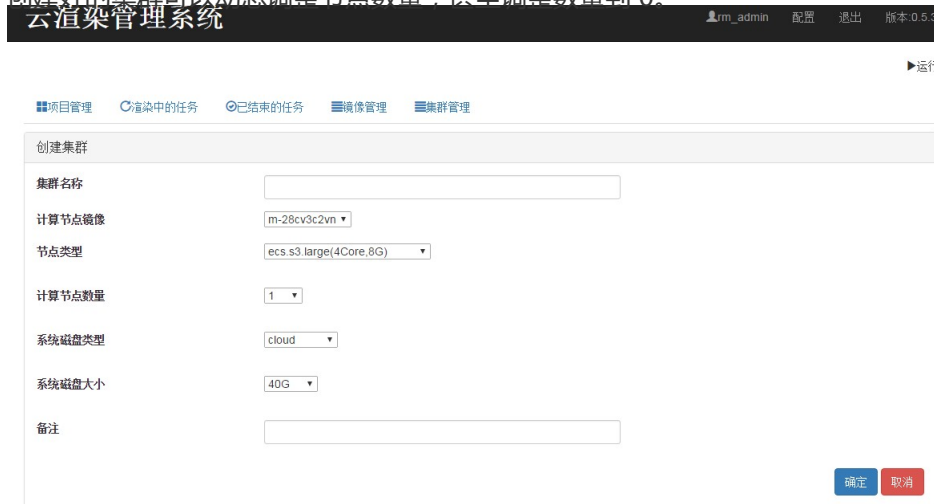 云渲染管理系统 rm_admin 配置 退出 版本:0.5.3
运行
项目管理 渲染中的任务 已结束的任务 镜像管理 集群管理
创建集群
集群名称
计算节点镜像 m-28cv3c2vn
节点类型 ecs.s3.large(4Core,8G)
计算节点数量 1
系统磁盘类型 cloud
系统磁盘大小 40G
备注
确定 取消